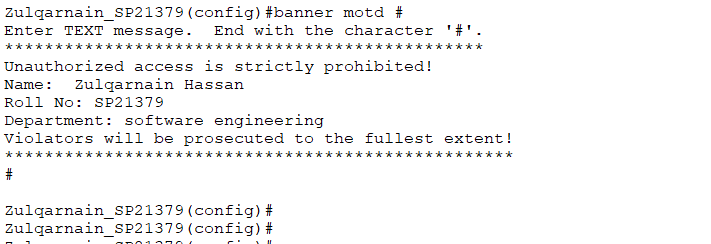 Zulqarnain_SP21379(config)#banner motd #
Enter TEXT message.  End with the character '#'.
************************************************
Unauthorized access is strictly prohibited!
Name:  Zulqarnain Hassan
Roll No: SP21379
Department: software engineering
Violators will be prosecuted to the fullest extent!
***************************************************
#
Zulqarnain_SP21379(config)#
Zulqarnain_SP21379(config)#